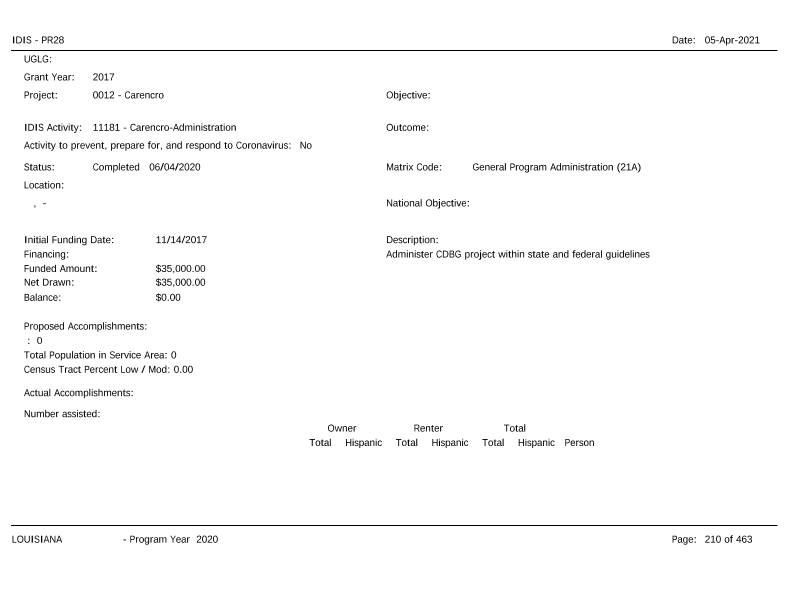 IDIS - PR28 Date: 05-Apr-2021
UGLG:
Grant Year: 2017
Project: 0012 - Carencro Objective:
IDIS Activity: 11181 - Carencro-Administration Outcome:
Activity to prevent, prepare for, and respond to Coronavirus: No
Status: Completed 06/04/2020 Matrix Code: General Program Administration (21A)
Location:
, - National Objective:
Initial Funding Date: 11/14/2017 Description:
Financing: Administer CDBG project within state and federal guidelines
Funded Amount: $35,000.00
Net Drawn: $35,000.00
Balance: $0.00
Proposed Accomplishments:
: 0
Total Population in Service Area: 0
Census Tract Percent Low / Mod: 0.00
Actual Accomplishments:
Number assisted:
Owner Renter Total
Total Hispanic Total Hispanic Total Hispanic Person
LOUISIANA - Program Year 2020 Page: 210 of 463